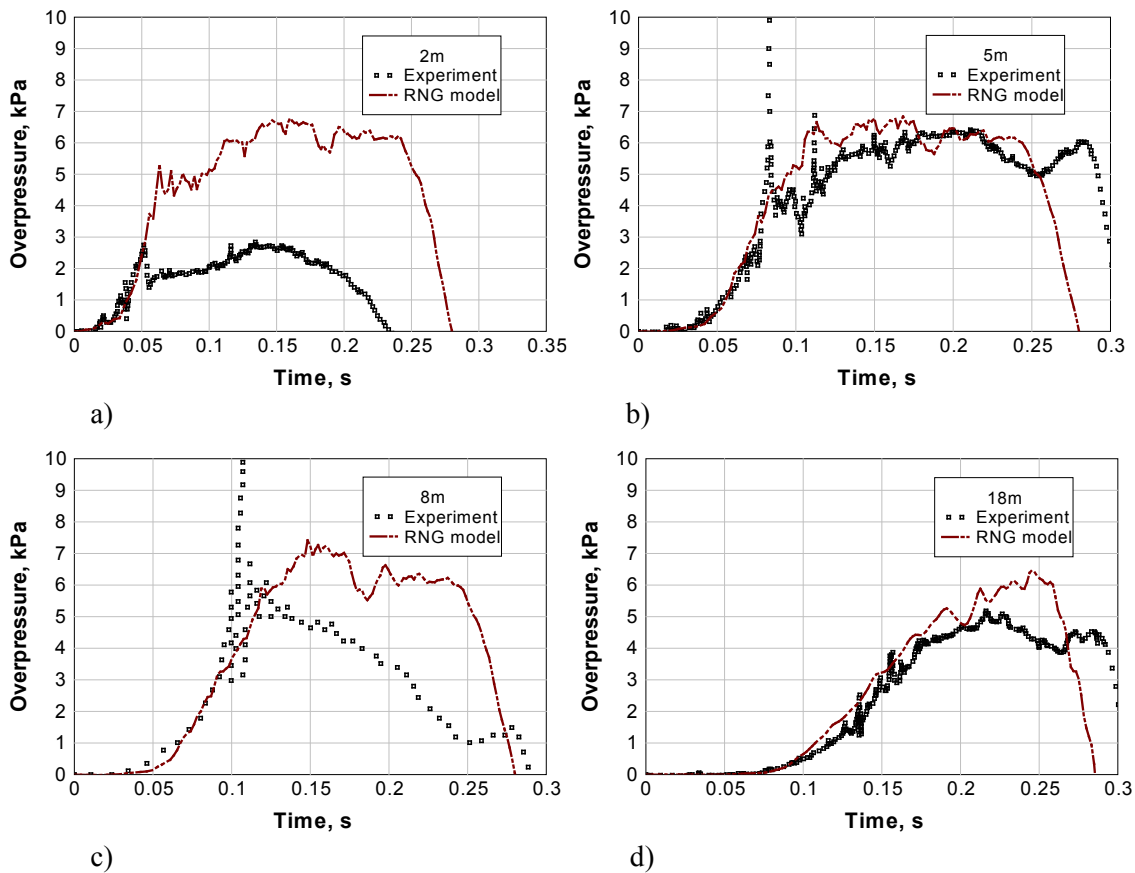 10
9
8
7
6
5
4
3
2
1
0
Overpressure, kPa
2m
Experiment
RNG model
0 0.05 0.1 0.15 0.2 0.25 0.3 0.35
Time, s
a)
10
9
8
7
6
5
4
3
2
1
0
Overpressure, kPa
5m
Experiment
RNG model
0 0.05 0.1 0.15 0.2 0.25 0.3
Time, s
b)
10
9
8
7
6
5
4
3
2
1
0
Overpressure, kPa
8m
Experiment
RNG model
0 0.05 0.1 0.15 0.2 0.25 0.3
Time, s
c)
10
9
8
7
6
5
4
3
2
1
0
Overpressure, kPa
18m
Experiment
RNG model
0 0.05 0.1 0.15 0.2 0.25 0.3
Time, s
d)